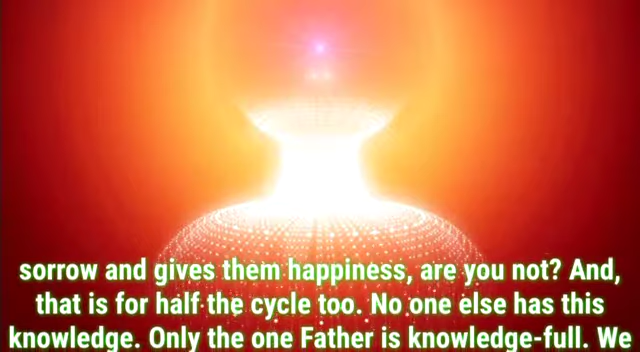 sorrow and gives them happiness, are you not? And,
that is for half the cycle too. No one else has this
knowledge. Only the one Father is knowledge-full. We